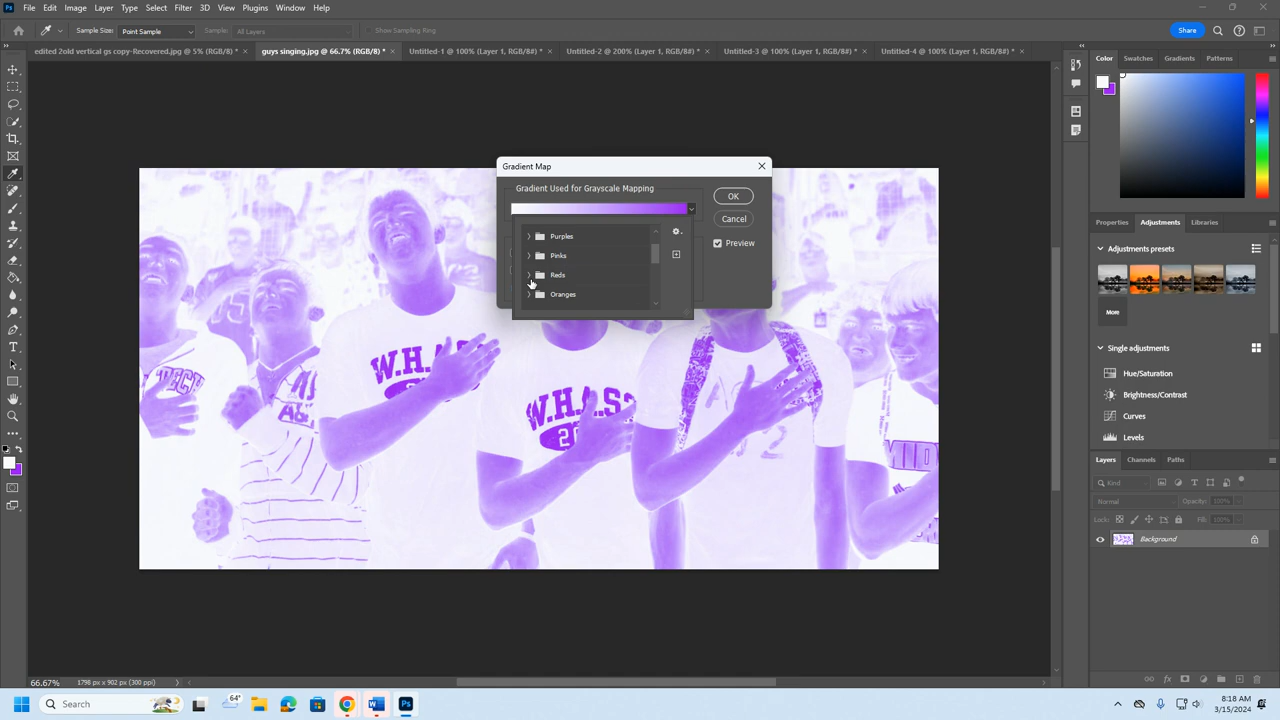 Ps File Edit Image Layer Type Select Filter 3D View Plugins Window Help
Sample Size: Point Sample Sample: All Layers Show Sampling Ring Share
edited 2old vertical gs copy-Recovered.jpg @ 5% (RGB/8) * × guys singing.jpg @ 66.7% (RGB/8) * × Untitled-1 @ 100% (Layer 1, RGB/8#) * × Untitled-2 @ 200% (Layer 1, RGB/8#) * × Untitled-3 @ 100% (Layer 1, RGB/8#) * × Untitled-4 @ 100% (Layer 1, RGB/8#) * ×
Color Swatches Gradients Patterns
Gradient Map
Gradient Used for Grayscale Mapping
OK
Cancel
Preview
Purples
Pinks
Reds
Oranges
Properties Adjustments Libraries
Adjustments presets
More
Single adjustments
Hue/Saturation
Brightness/Contrast
Curves
Levels
W.H.A.S
W.H.A.S
Layers Channels Paths
Kind
Normal Opacity: 100%
Lock: Fill: 100%
Background
66.67% 1798 px x 902 px (300 ppi)
Search
64°
8:18 AM
3/15/2024